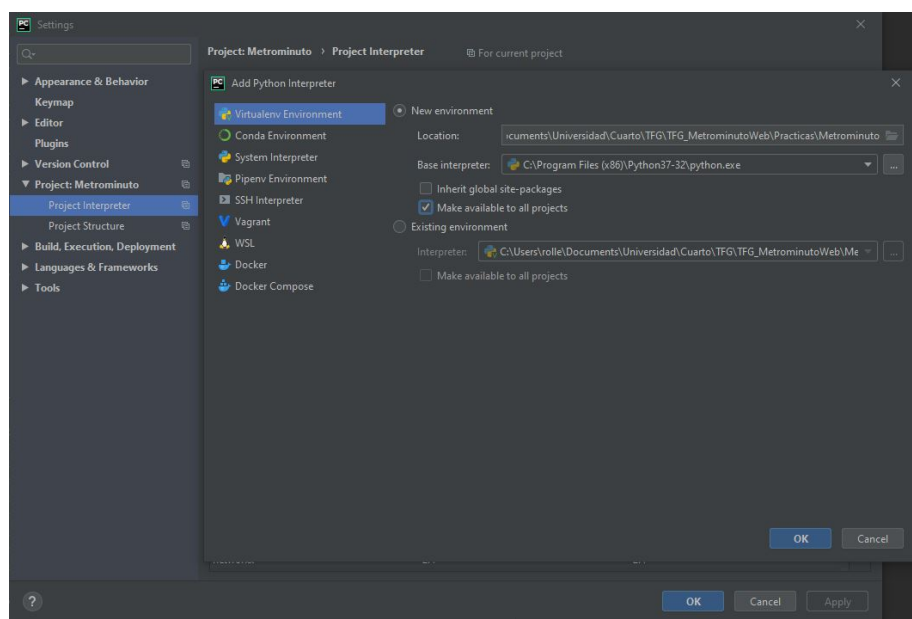 PC Settings
Project: Metrominuto › Project Interpreter For current project
Appearance & Behavior
Keymap
Editor
Plugins
Version Control
Project: Metrominuto
Project Interpreter
Project Structure
Build, Execution, Deployment
Languages & Frameworks
Tools
PC Add Python Interpreter
Virtualenv Environment
Conda Environment
System Interpreter
Pipenv Environment
SSH Interpreter
Vagrant
WSL
Docker
Docker Compose
New environment
Location: cuments\Universidad\Cuarto\TFG\TFG_MetrominutoWeb\Practicas\Metrominuto
Base interpreter: C:\Program Files (x86)\Python37-32\python.exe ...
Inherit global site-packages
Make available to all projects
Existing environment
Interpreter: C:\Users\rolle\Documents\Universidad\Cuarto\TFG\TFG_MetrominutoWeb\Me ...
Make available to all projects
OK Cancel
? OK Cancel Apply